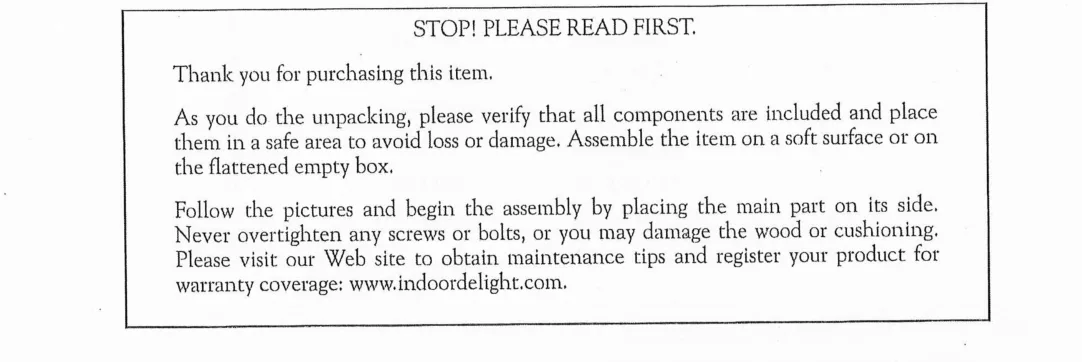 STOP! PLEASE READ FIRST.
Thank you for purchasing this item.
As you do the unpacking, please verify that all components are included and place
them in a safe area to avoid loss or damage. Assemble the item on a soft surface or on
the flattened empty box.
Follow the pictures and begin the assembly by placing the main part on its side.
Never overtighten any screws or bolts, or you may damage the wood or cushioning.
Please visit our Web site to obtain maintenance tips and register your product for
warranty coverage: www.indoordelight.com.